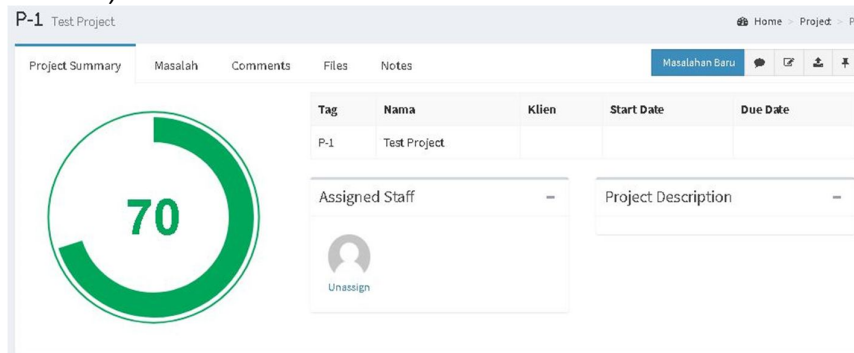 P-1 Test Project
Home > Project > P
Project Summary Masalah Comments Files Notes Masalahan Baru
Tag Nama Klien Start Date Due Date
P-1 Test Project
70
Assigned Staff
Project Description
Unassign